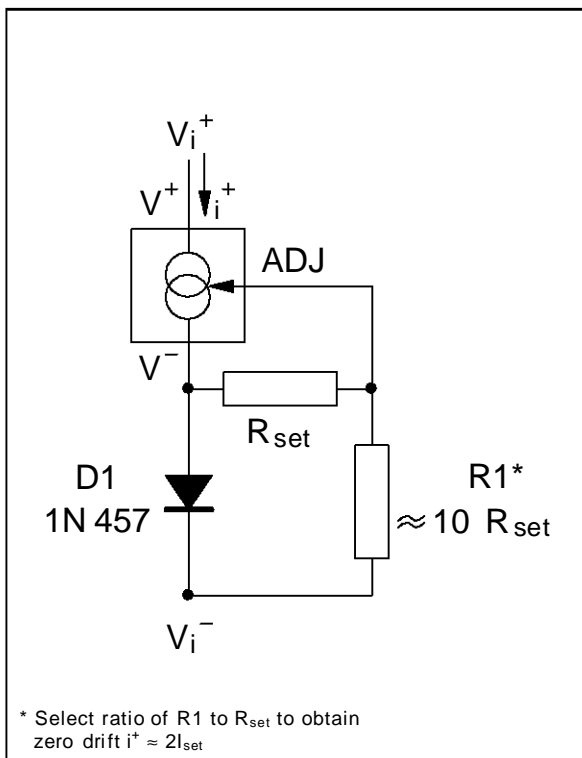 Vi+
V+ i+
ADJ
V−
Rset
D1
1N 457
R1*
≈ 10 Rset
Vi−
* Select ratio of R1 to Rset to obtain
zero drift i+ ≈ 2Iset